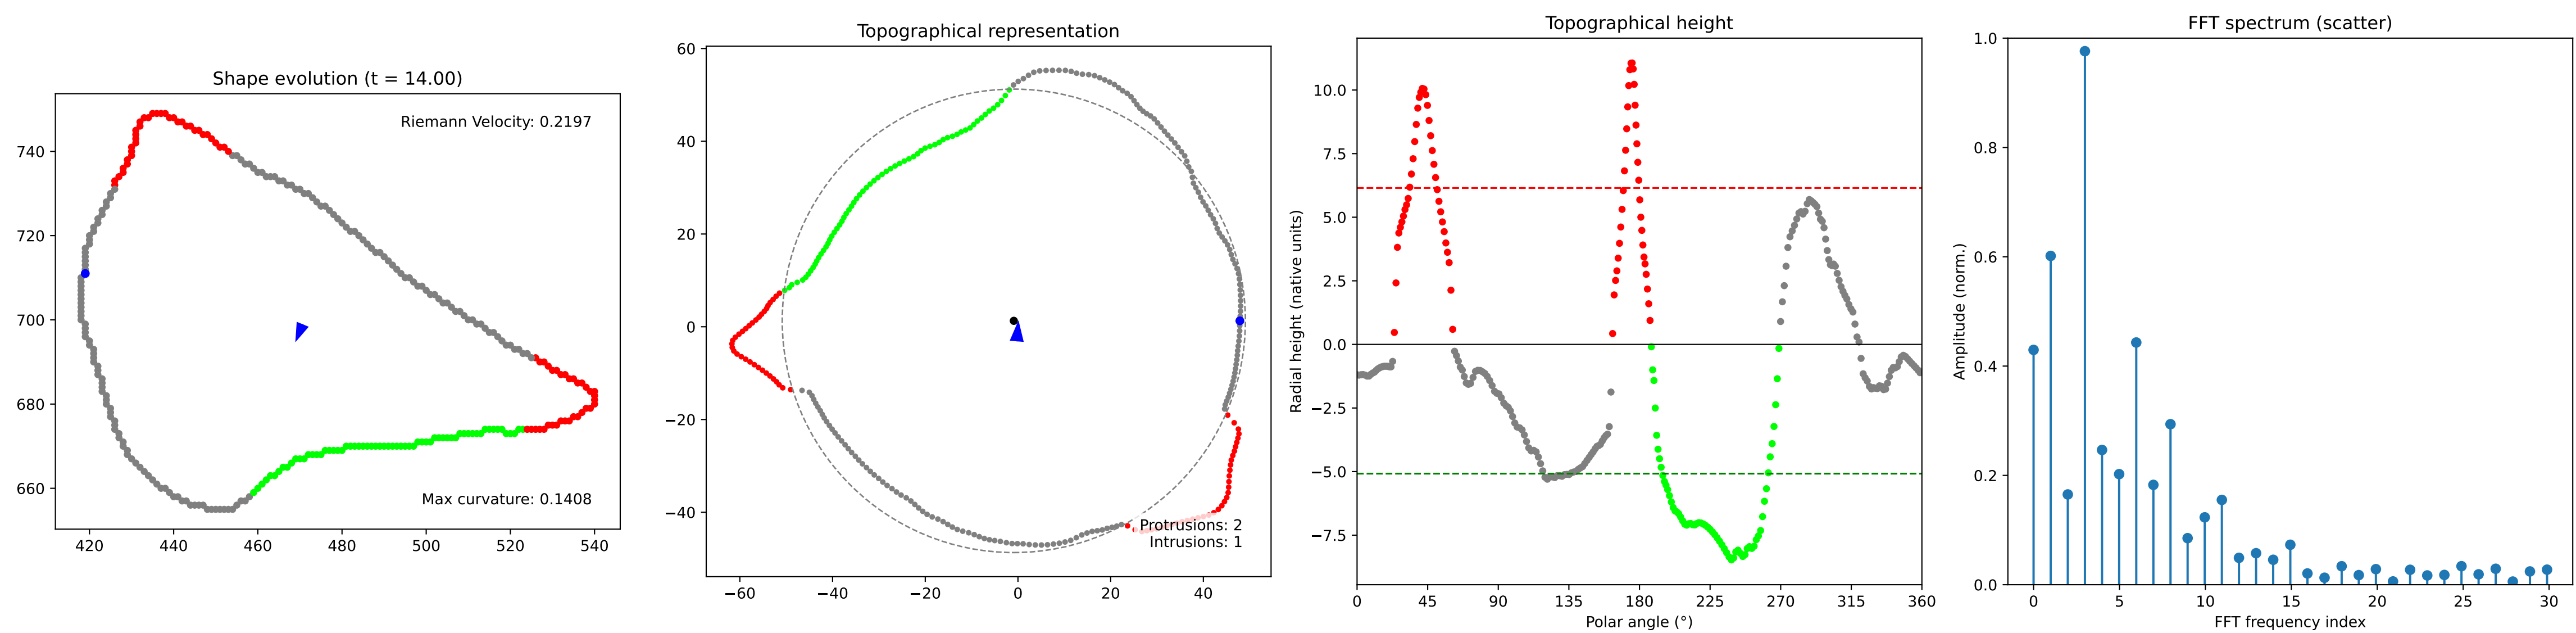 Shape evolution (t = 14.00)
Riemann Velocity: 0.2197
Max curvature: 0.1408
740
720
700
680
660
420 440 460 480 500 520 540
Topographical representation
60
40
20
0
−20
−40
−60 −40 −20 0 20 40
Protrusions: 2
Intrusions: 1
Topographical height
Radial height (native units)
10.0
7.5
5.0
2.5
0.0
−2.5
−5.0
−7.5
0 45 90 135 180 225 270 315 360
Polar angle (°)
FFT spectrum (scatter)
Amplitude (norm.)
1.0
0.8
0.6
0.4
0.2
0.0
0 5 10 15 20 25 30
FFT frequency index